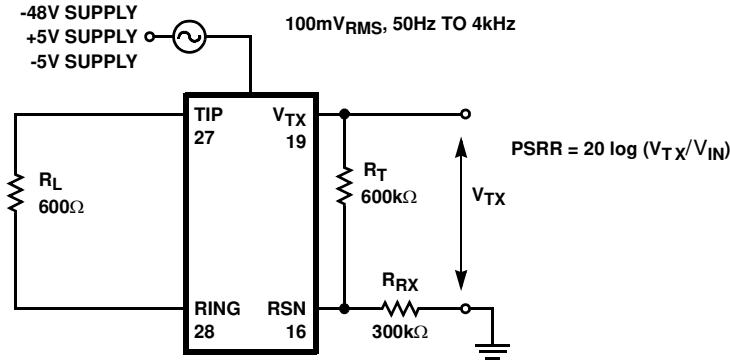 -48V SUPPLY
+5V SUPPLY
-5V SUPPLY
100mVRMS, 50Hz TO 4kHz
TIP
27
VTX
19
PSRR = 20 log (VTX/VIN)
RL
600Ω
RT
600kΩ
VTX
RRX
300kΩ
RING
28
RSN
16